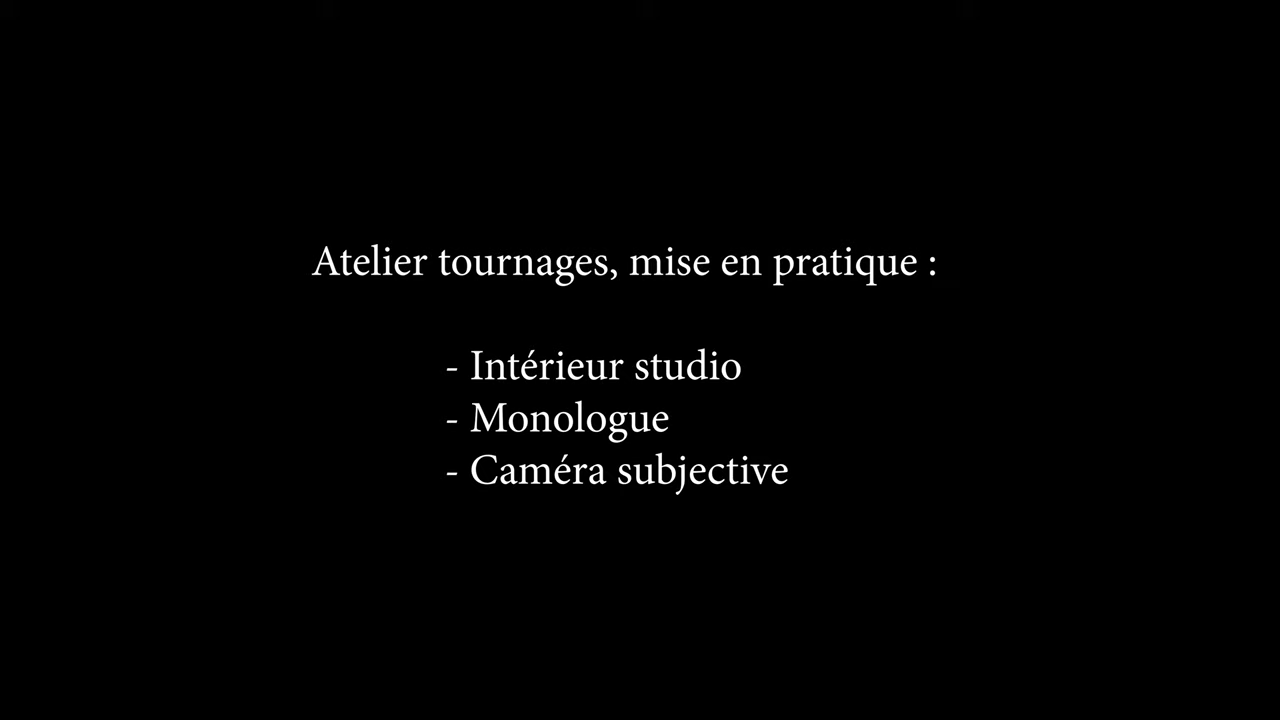 Atelier tournages, mise en pratique :
- Intérieur studio
- Monologue
- Caméra subjective